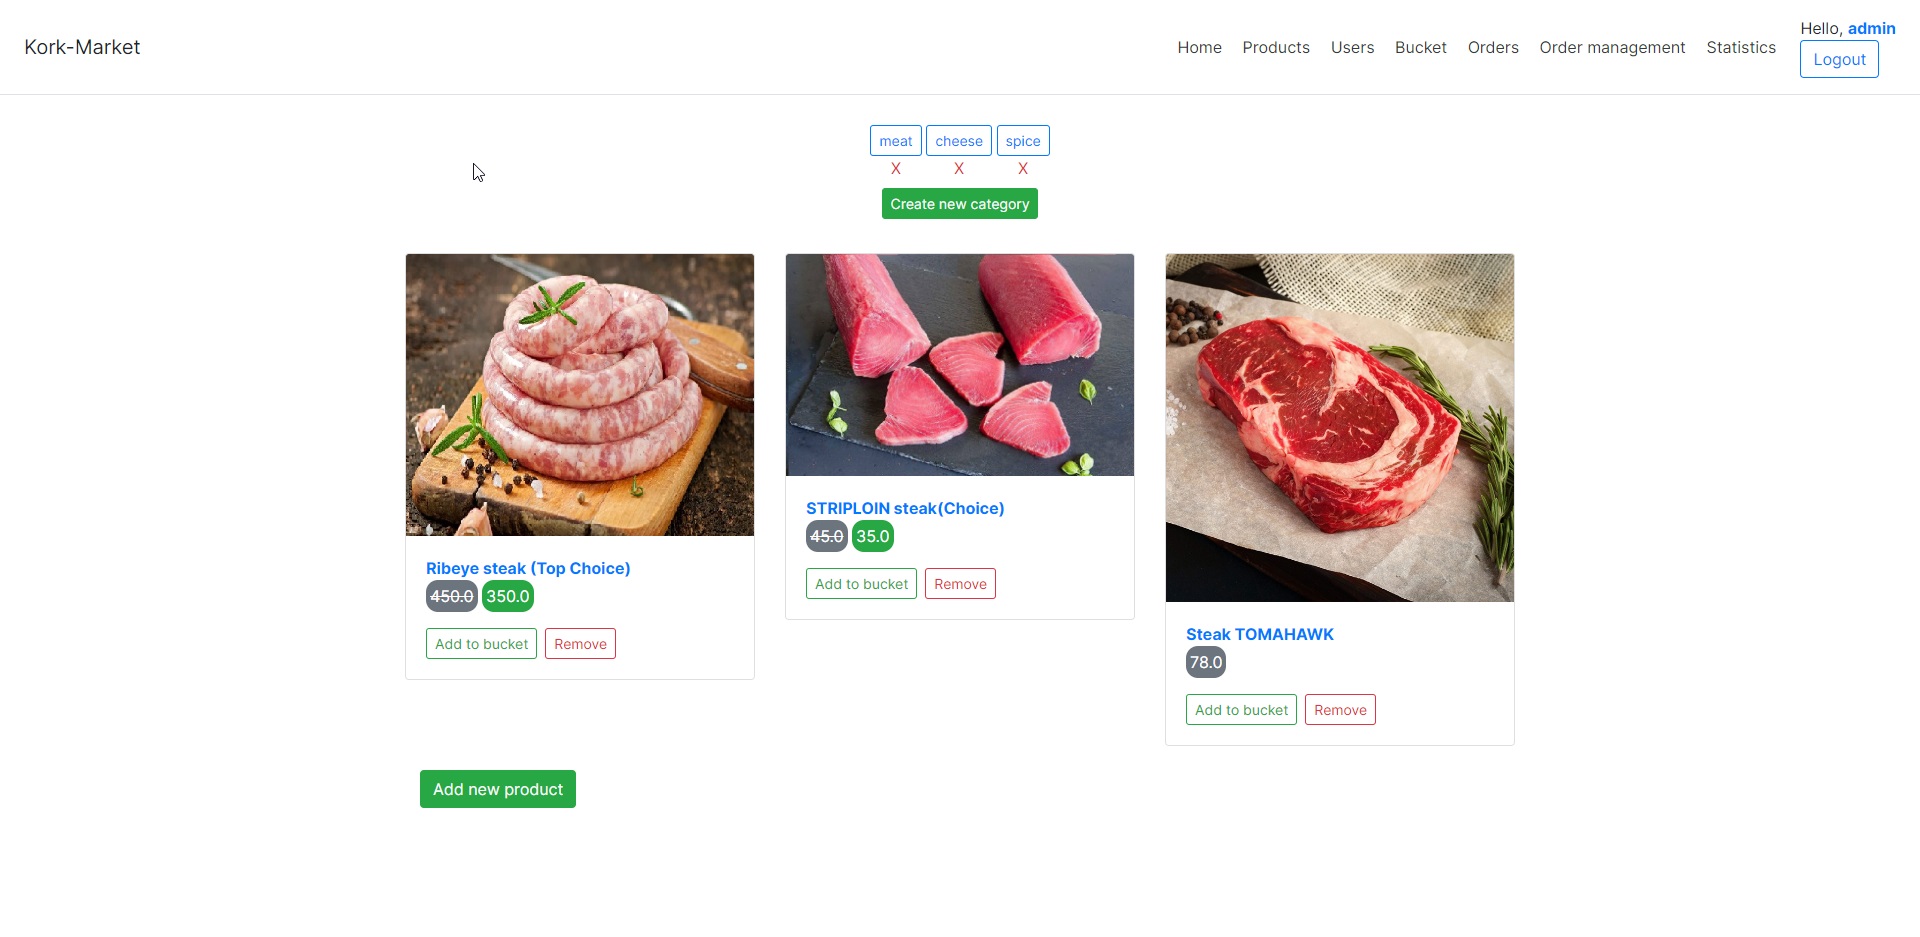 Kork-Market
Home Products Users Bucket Orders Order management Statistics
Hello, admin
Logout
meat cheese spice
X X X
Create new category
Ribeye steak (Top Choice)
450.0 350.0
Add to bucket Remove
STRIPLOIN steak(Choice)
45.0 35.0
Add to bucket Remove
Steak TOMAHAWK
78.0
Add to bucket Remove
Add new product